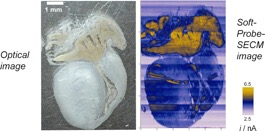 1 mm
Optical
image
Soft-
Probe-
SECM
image
6.5
2.5
i / nA